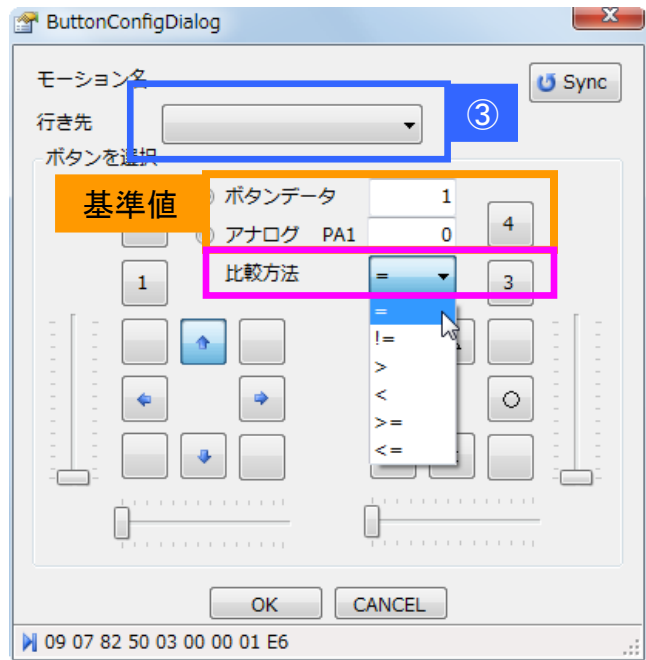 ButtonConfigDialog
モーション名
Sync
行き先
③
ボタンを選択
基準値
ボタンデータ 1
アナログ PA1 0
4
1
比較方法 =
3
=
!=
>
<
>=
<=
OK
CANCEL
09 07 82 50 03 00 00 01 E6